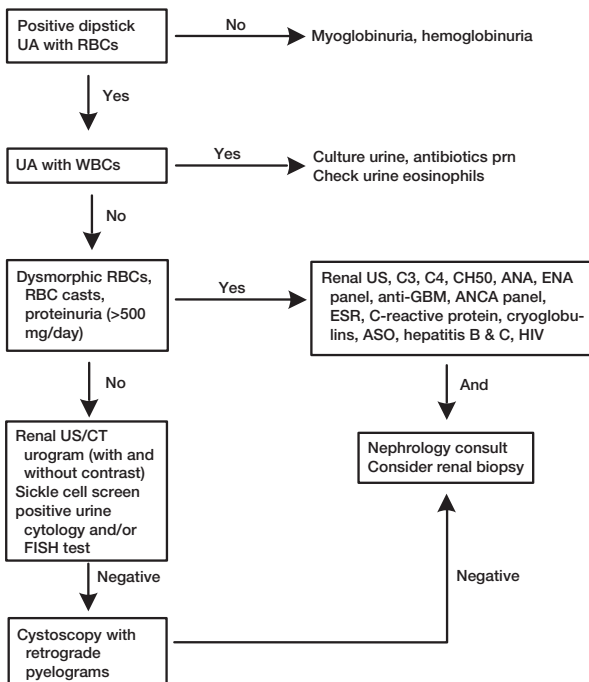 Positive dipstick
UA with RBCs
No
Myoglobinuria, hemoglobinuria
Yes
UA with WBCs
Yes
Culture urine, antibiotics prn
Check urine eosinophils
No
Dysmorphic RBCs,
RBC casts,
proteinuria (>500
mg/day)
Yes
Renal US, C3, C4, CH50, ANA, ENA
panel, anti-GBM, ANCA panel,
ESR, C-reactive protein, cryoglobu-
lins, ASO, hepatitis B & C, HIV
No
And
Renal US/CT
urogram (with and
without contrast)
Sickle cell screen
positive urine
cytology and/or
FISH test
Nephrology consult
Consider renal biopsy
Negative
Negative
Cystoscopy with
retrograde
pyelograms